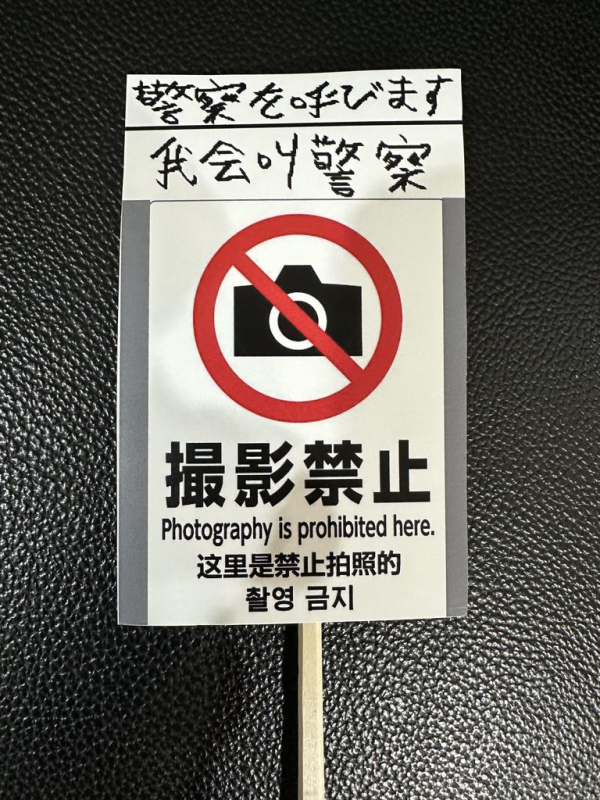 警察を呼びます
我会叫警察
撮影禁止
Photography is prohibited here.
这里是禁止拍照的
촬영 금지